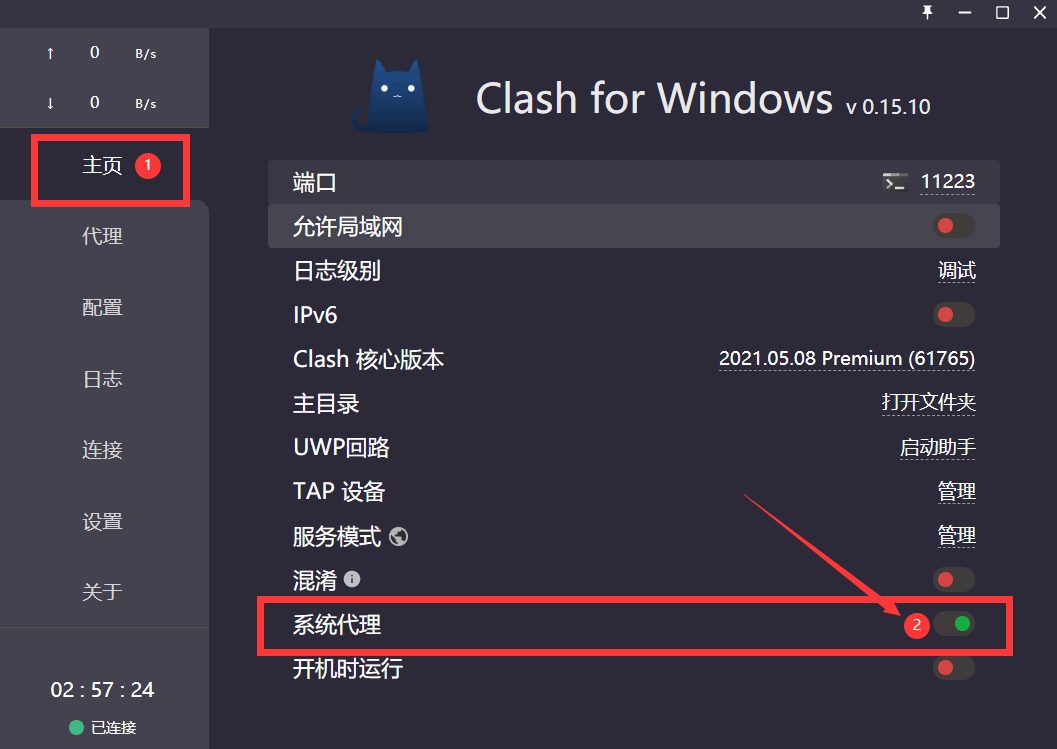 ↑ 0 B/s
↓ 0 B/s
主页 1
代理
配置
日志
连接
设置
关于
02 : 57 : 24
已连接
Clash for Windows v 0.15.10
端口 11223
允许局域网
日志级别 调试
IPv6
Clash 核心版本 2021.05.08 Premium (61765)
主目录 打开文件夹
UWP回路 启动助手
TAP 设备 管理
服务模式 管理
混淆
系统代理 2
开机时运行